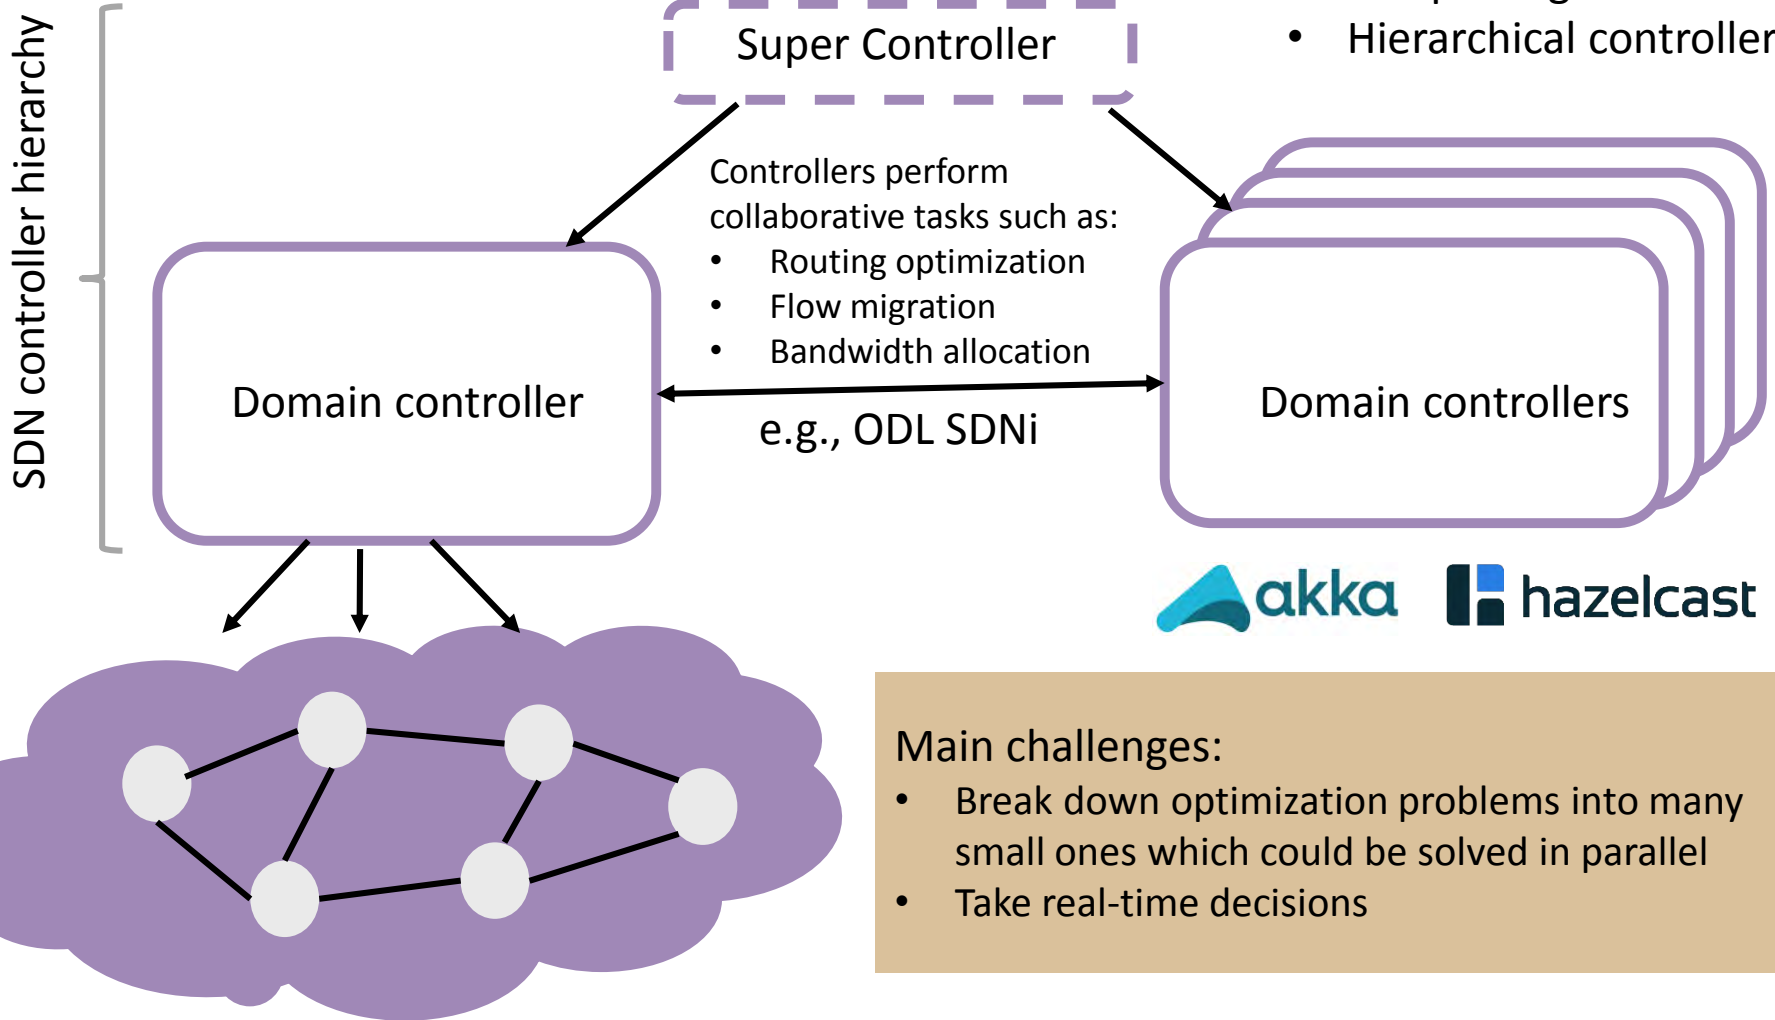 SDN controller hierarchy
Super Controller
• Hierarchical controller
Controllers perform
collaborative tasks such as:
• Routing optimization
• Flow migration
• Bandwidth allocation
Domain controller
e.g., ODL SDNi
Domain controllers
akka
hazelcast
Main challenges:
• Break down optimization problems into many
small ones which could be solved in parallel
• Take real-time decisions